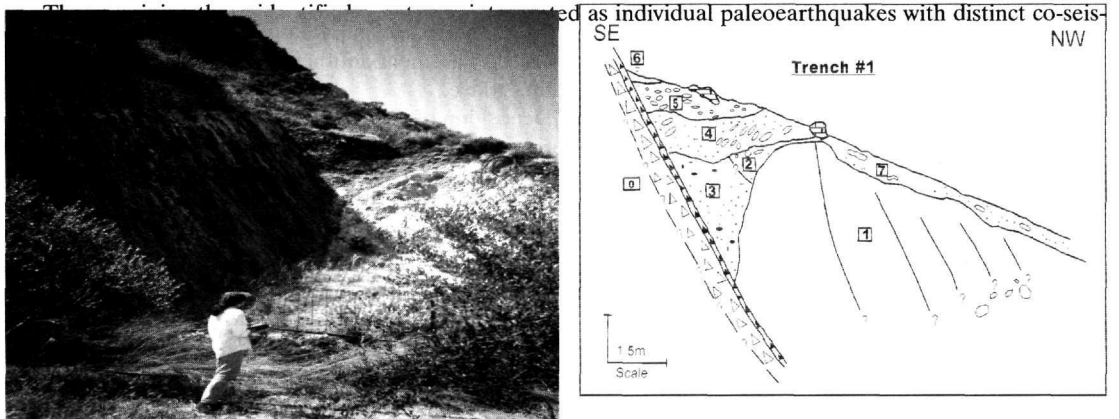 as individual paleoearthquakes with distinct co-seis-
SE
NW
Trench #1
6
5
4
2
7
0
3
1
?
?
?
1.5m
Scale